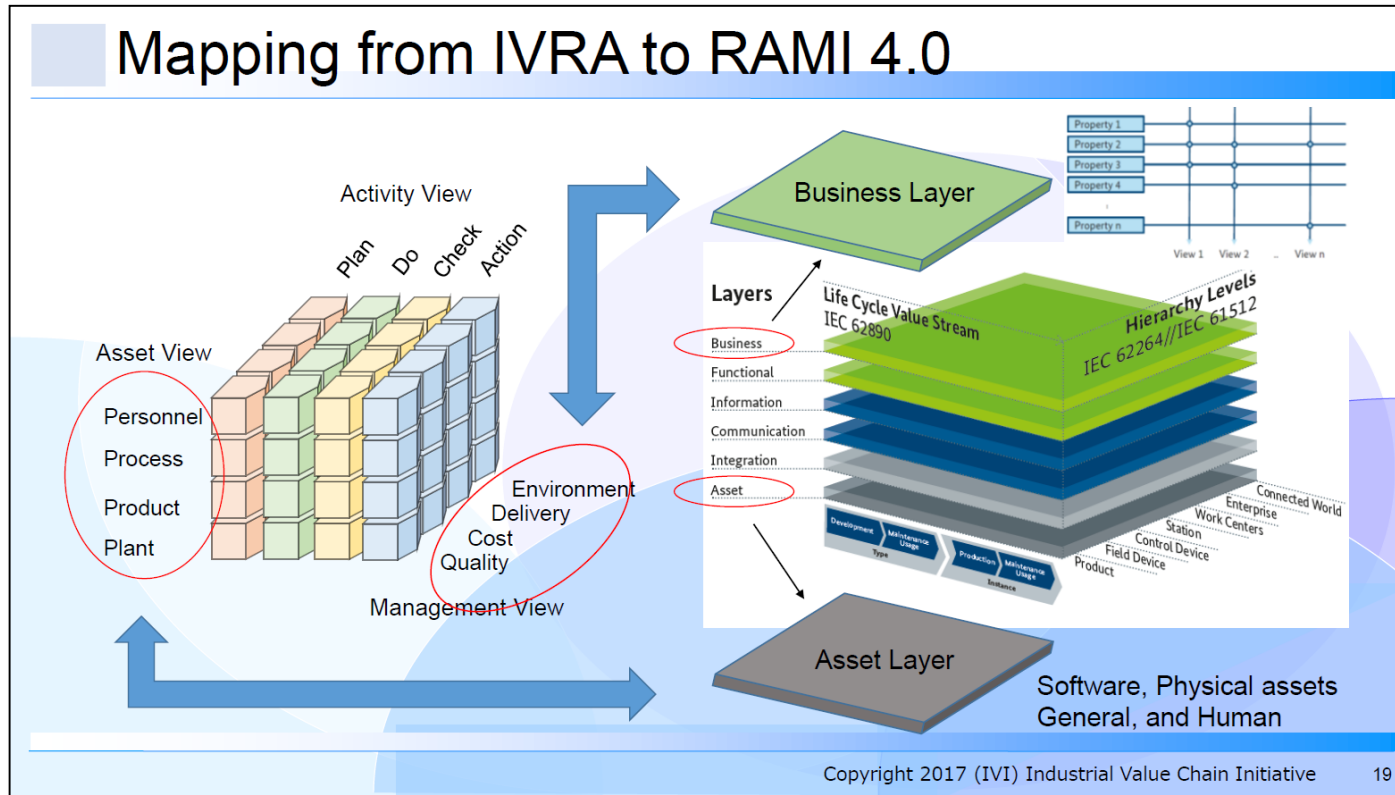 Mapping from IVRA to RAMI 4.0
Activity View
Plan
Do
Check
Action
Asset View
Personnel
Process
Product
Plant
Environment
Delivery
Cost
Quality
Management View
Business Layer
Property 1
Property 2
Property 3
Property 4
Property n
View 1 View 2 .. View n
Layers
Business
Functional
Information
Communication
Integration
Asset
Life Cycle Value Stream
IEC 62890
Hierarchy Levels
IEC 62264//IEC 61512
Connected World
Enterprise
Work Centers
Station
Control Device
Field Device
Product
Development
Maintenance
Usage
Type
Production
Maintenance
Usage
Instance
Asset Layer
Software, Physical assets
General, and Human
Copyright 2017 (IVI) Industrial Value Chain Initiative 19